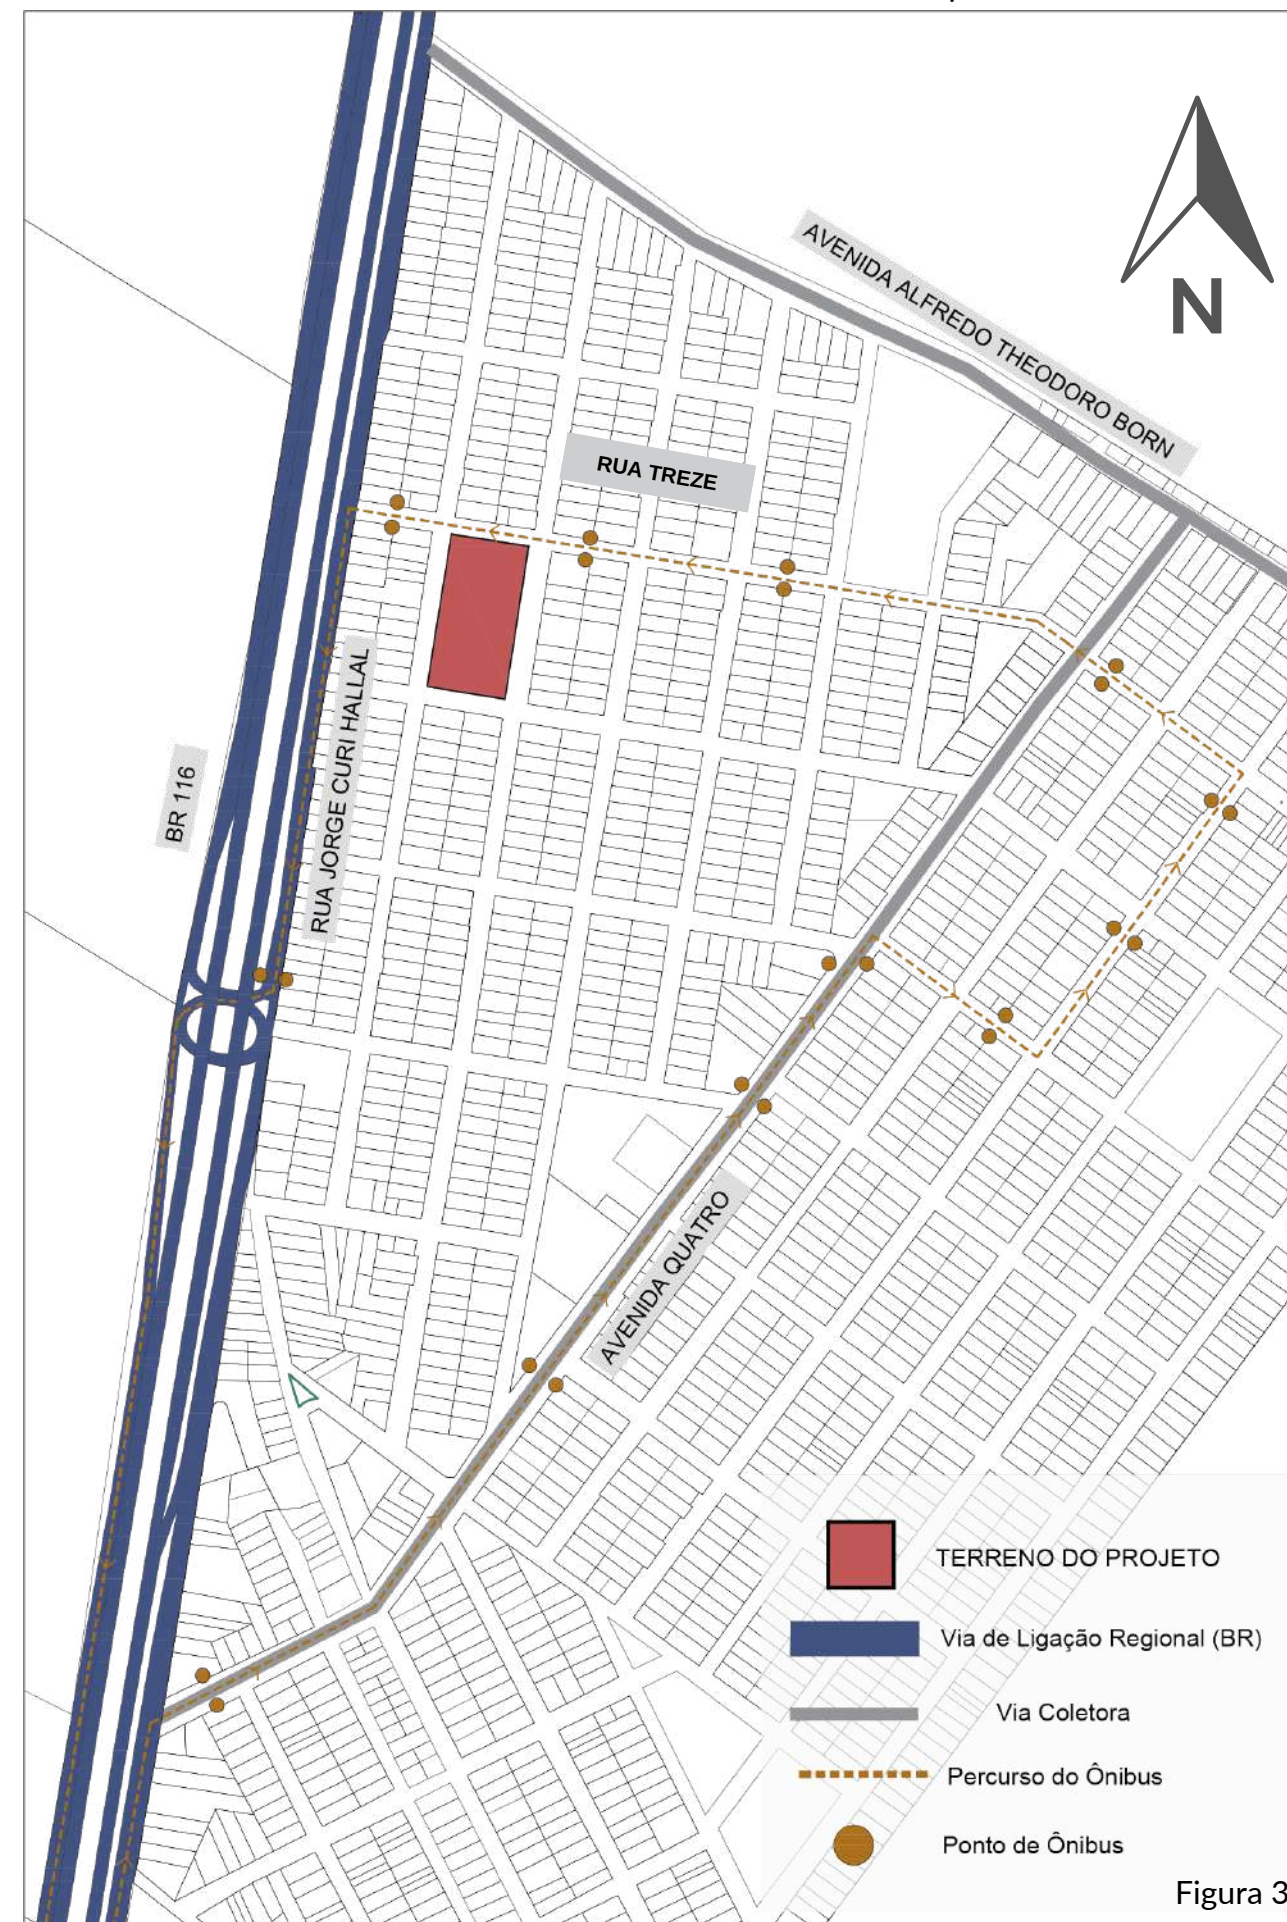 AVENIDA ALFREDO THEODORO BORN
N
RUA TREZE
RUA JORGE CURI HALLAL
BR 116
AVENIDA QUATRO
TERRENO DO PROJETO
Via de Ligação Regional (BR)
Via Coletora
Percurso do Ônibus
Ponto de Ônibus
Figura 3